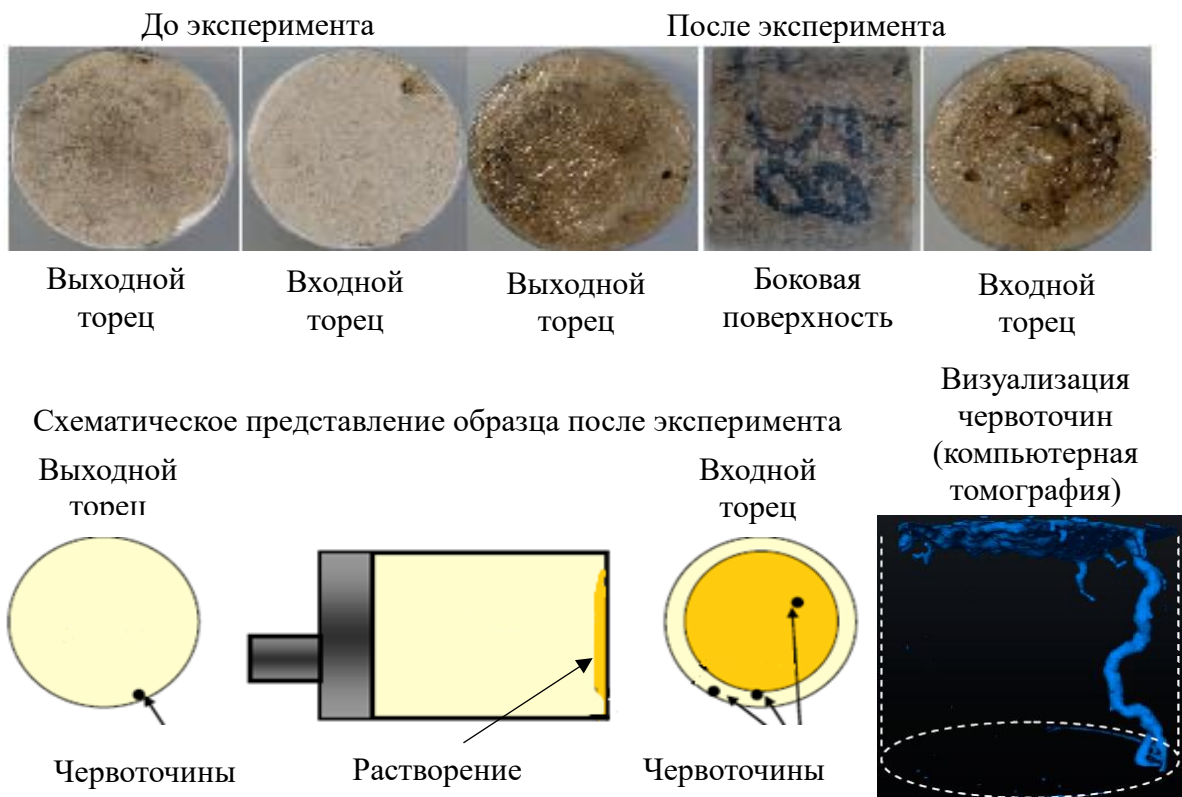 До эксперимента
После эксперимента
Выходной
торец
Входной
торец
Выходной
торец
Боковая
поверхность
Входной
торец
Визуализация
червоточин
(компьютерная
томография)
Схематическое представление образца после эксперимента
Выходной
торец
Входной
торец
Червоточины
Растворение
Червоточины